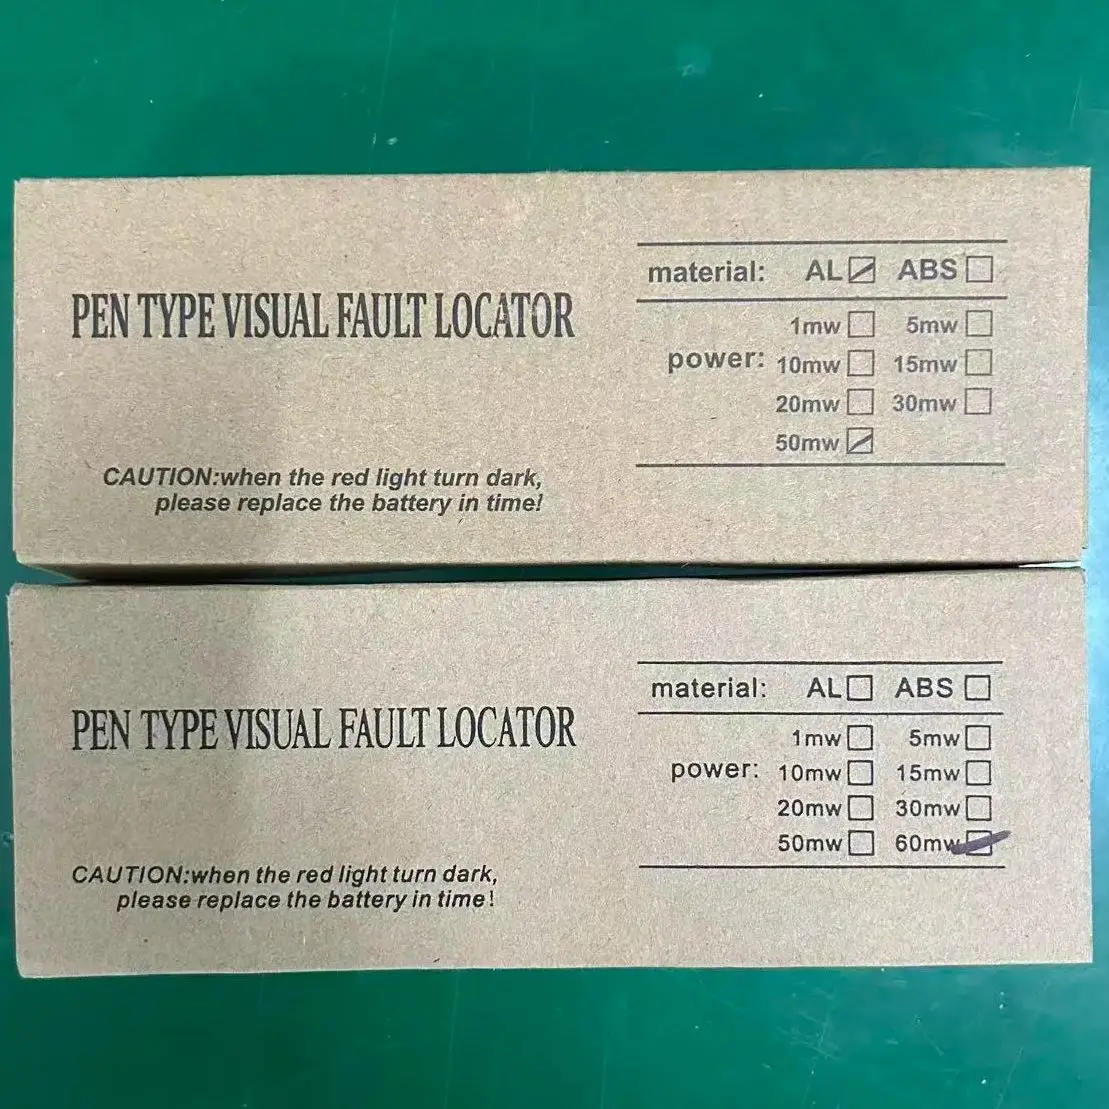 PEN TYPE VISUAL FAULT LOCATOR
CAUTION:when the red light turn dark,
please replace the battery in time!
material: AL ABS
1mw 5mw
power: 10mw 15mw
20mw 30mw
50mw
PEN TYPE VISUAL FAULT LOCATOR
CAUTION:when the red light turn dark,
please replace the battery in time!
material: AL ABS
1mw 5mw
power: 10mw 15mw
20mw 30mw
50mw 60mw